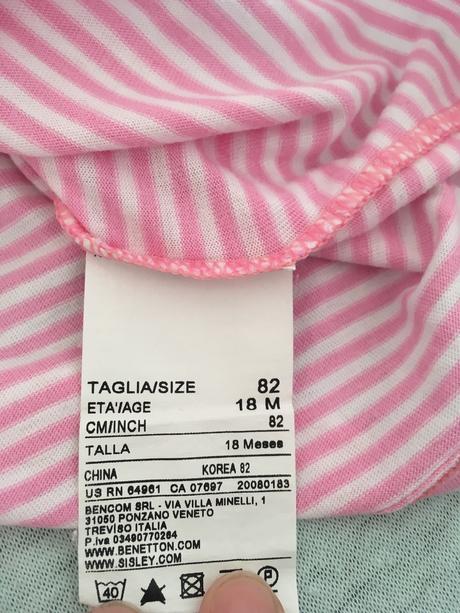 TAGLIA/SIZE 82
ETA'/AGE 18 M
CM/INCH 82
TALLA 18 Meses
CHINA KOREA 82
US RN 64961 CA 07697 20080183
BENCOM SRL - VIA VILLA MINELLI, 1
31050 PONZANO VENETO
TREVISO ITALIA
P.iva 03490770264
WWW.BENETTON.COM
WWW.SISLEY.COM
40 P